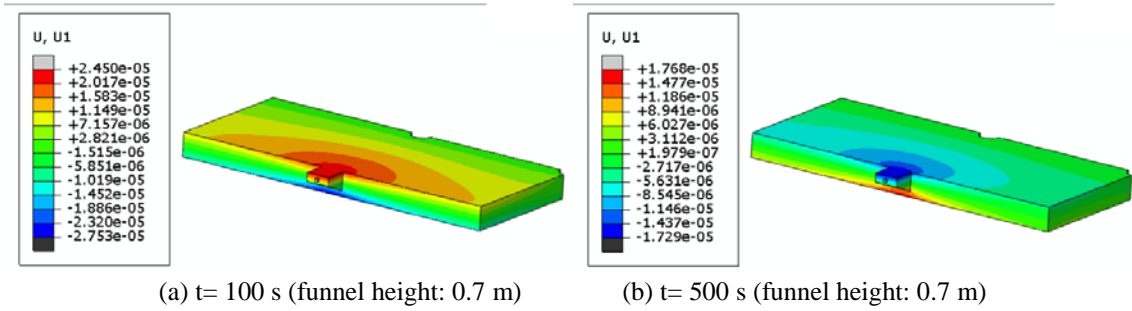 U, U1
+2.450e-05
+2.017e-05
+1.583e-05
+1.149e-05
+7.157e-06
+2.821e-06
-1.515e-06
-5.851e-06
-1.019e-05
-1.452e-05
-1.886e-05
-2.320e-05
-2.753e-05
U, U1
+1.768e-05
+1.477e-05
+1.186e-05
+8.941e-06
+6.027e-06
+3.112e-06
+1.979e-07
-2.717e-06
-5.631e-06
-8.545e-06
-1.146e-05
-1.437e-05
-1.729e-05
(a) t= 100 s (funnel height: 0.7 m)
(b) t= 500 s (funnel height: 0.7 m)